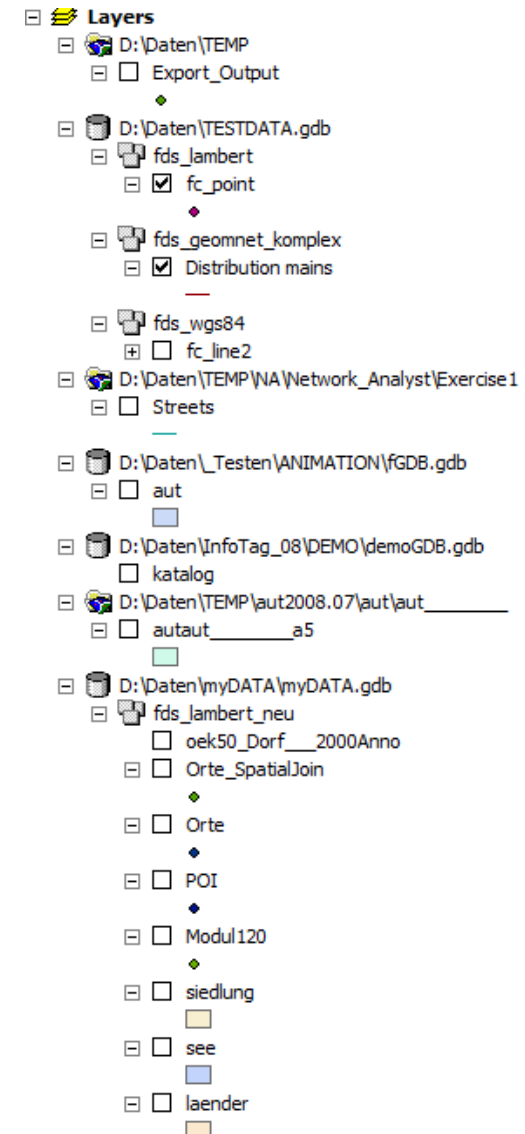 Layers
D:\Daten\TEMP
Export_Output
D:\Daten\TESTDATA.gdb
fds_lambert
fc_point
fds_geomnet_komplex
Distribution mains
fds_wgs84
fc_line2
D:\Daten\TEMP\NA\Network_Analyst\Exercise1
Streets
D:\Daten\_Testen\ANIMATION\fGDB.gdb
aut
D:\Daten\InfoTag_08\DEMO\demoGDB.gdb
katalog
D:\Daten\TEMP\aut2008.07\aut\aut________
autaut________a5
D:\Daten\myDATA\myDATA.gdb
fds_lambert_neu
oek50_Dorf___2000Anno
Orte_SpatialJoin
Orte
POI
Modul120
siedlung
see
laender